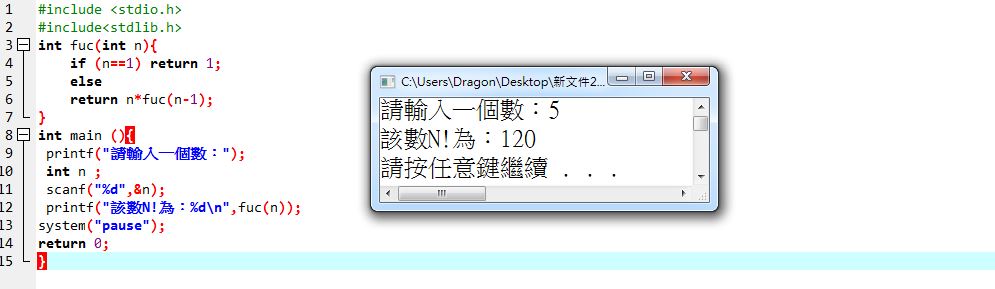 1 #include <stdio.h>
2 #include<stdlib.h>
3 int fuc(int n){
4 if (n==1) return 1;
5 else
6 return n*fuc(n-1);
7 }
8 int main (){
9 printf("請輸入一個數：");
10 int n ;
11 scanf("%d",&n);
12 printf("該數N!為：%d\n",fuc(n));
13 system("pause");
14 return 0;
15 }
C:\Users\Dragon\Desktop\新文件2...
請輸入一個數：5
該數N!為：120
請按任意鍵繼續 . . .